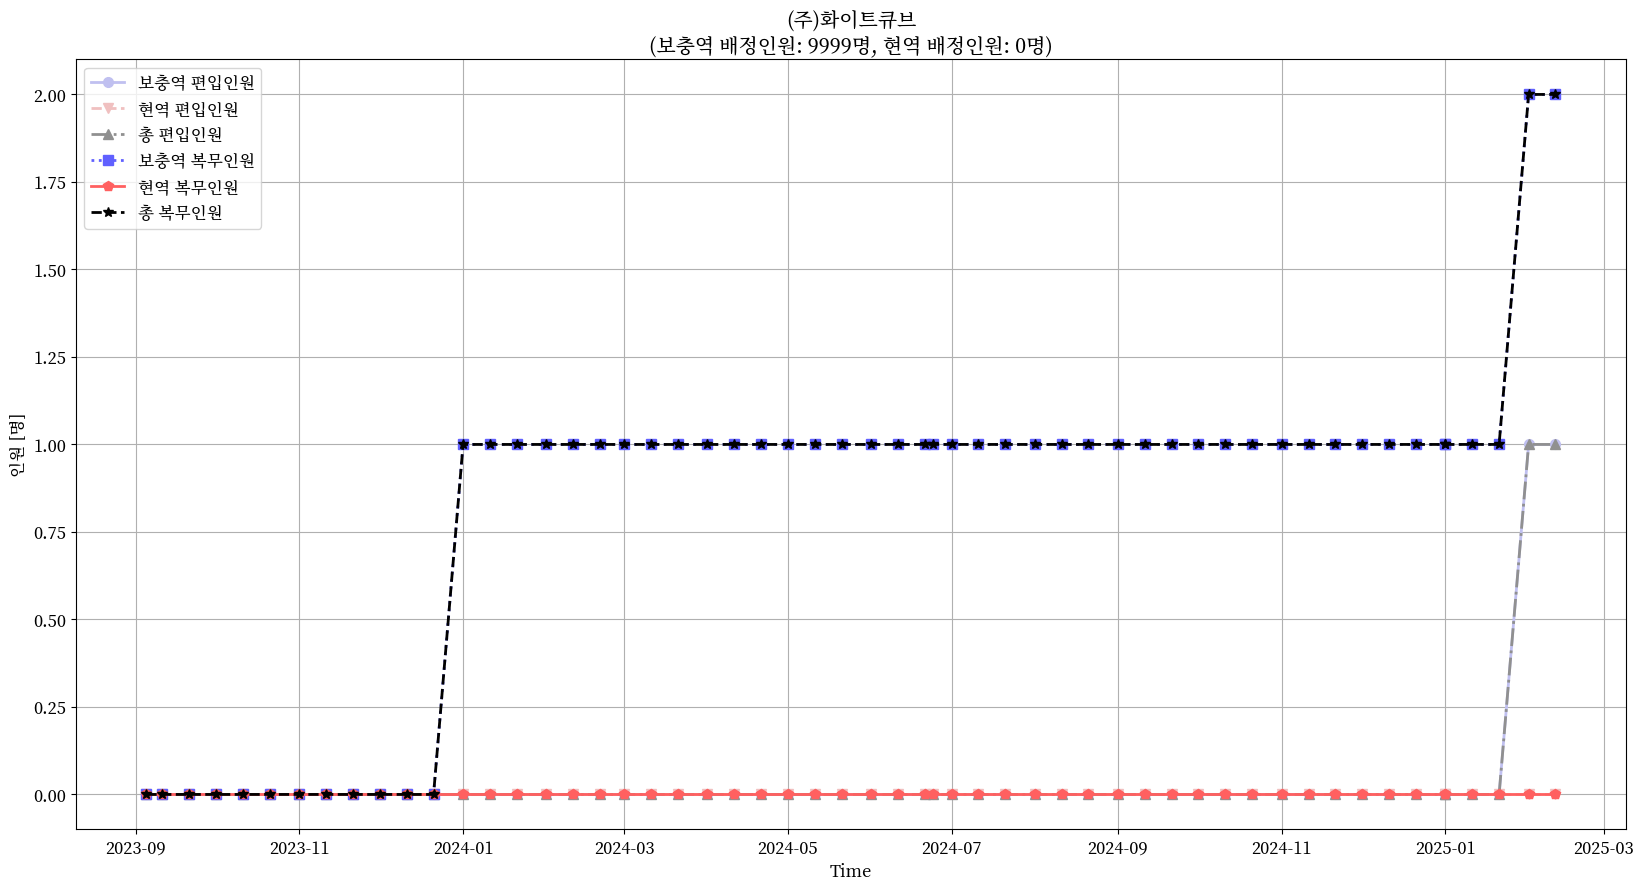 (주)화이트큐브
(보충역 배정인원: 9999명, 현역 배정인원: 0명)
보충역 편입인원
현역 편입인원
총 편입인원
보충역 복무인원
현역 복무인원
총 복무인원
인원 [명]
2.00
1.75
1.50
1.25
1.00
0.75
0.50
0.25
0.00
2023-09 2023-11 2024-01 2024-03 2024-05 2024-07 2024-09 2024-11 2025-01 2025-03
Time